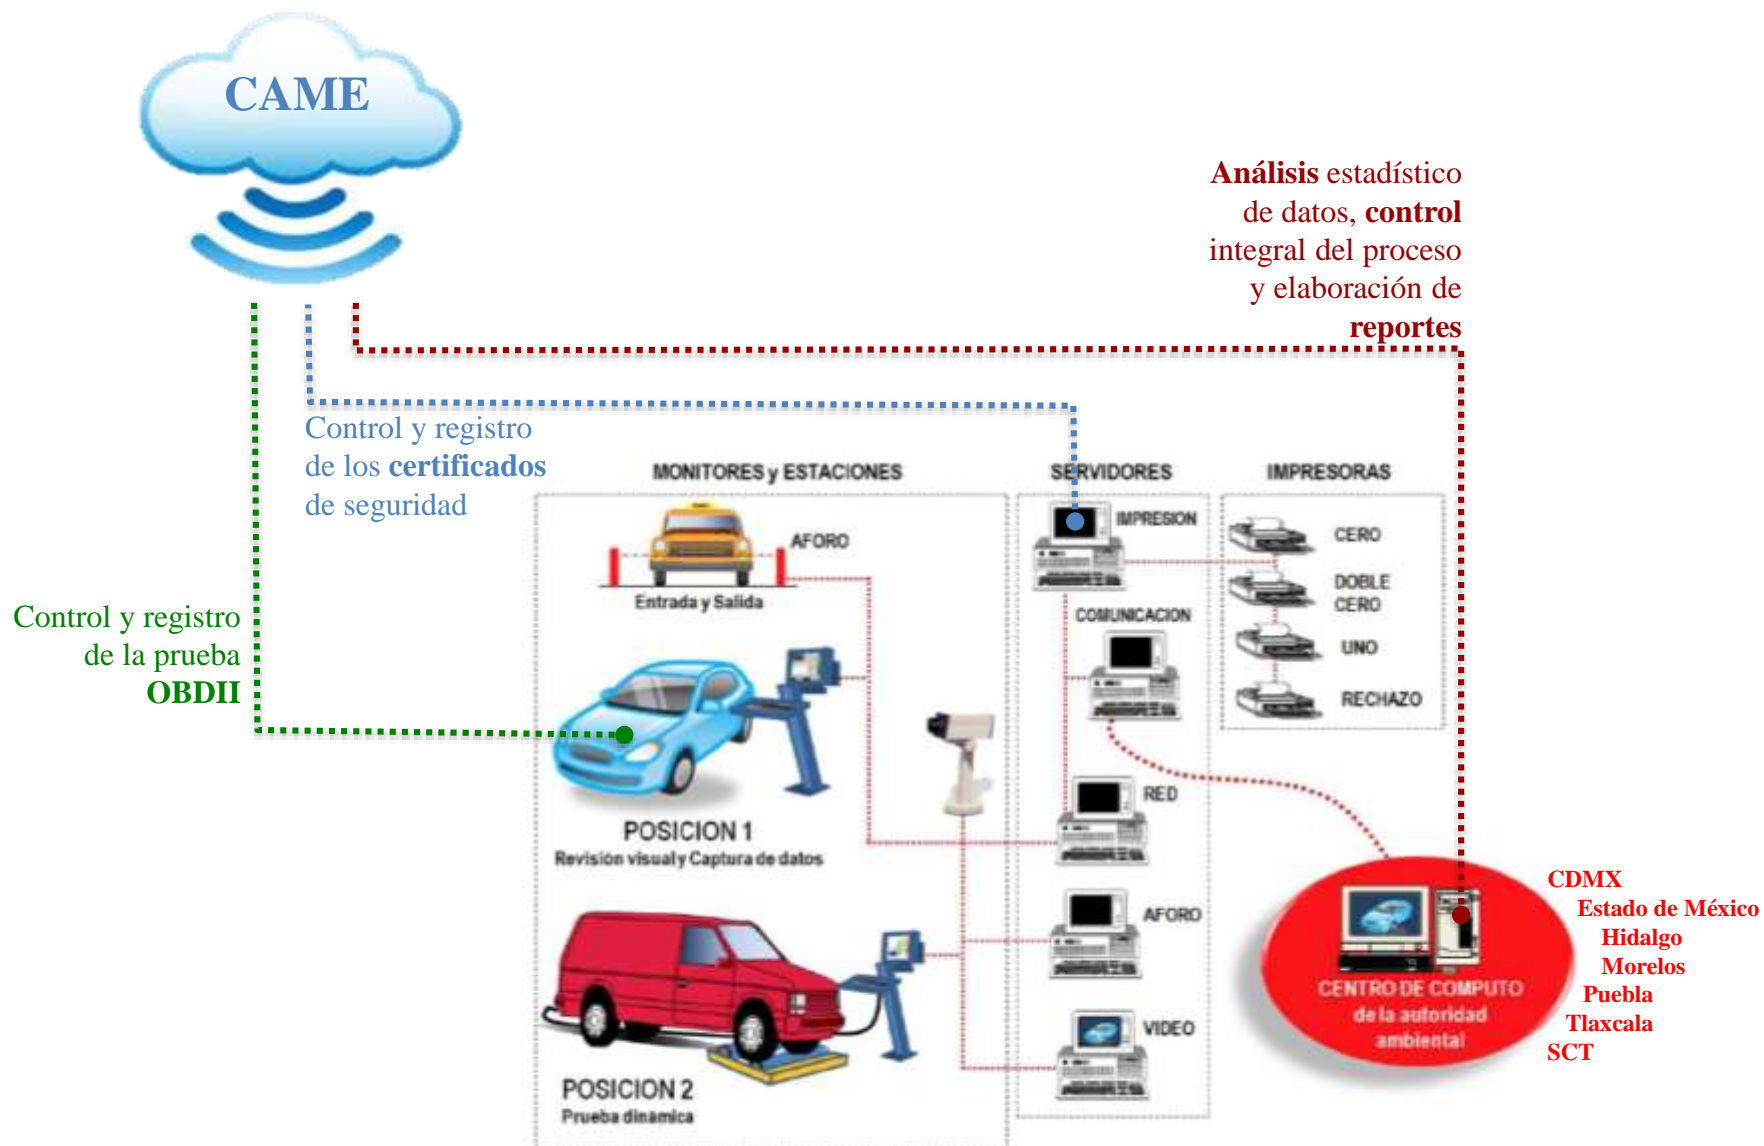 CAME
Análisis estadístico
de datos, control
integral del proceso
y elaboración de
reportes
Control y registro
de los certificados
de seguridad
Control y registro
de la prueba
OBDII
MONITORES y ESTACIONES
SERVIDORES
IMPRESORAS
AFORO
Entrada y Salida
POSICION 1
Revisión visual y Captura de datos
POSICION 2
Prueba dinamica
IMPRESION
COMUNICACION
RED
AFORO
VIDEO
CERO
DOBLE
CERO
UNO
RECHAZO
CENTRO DE COMPUTO
de la autoridad
ambiental
CDMX
Estado de México
Hidalgo
Morelos
Puebla
Tlaxcala
SCT